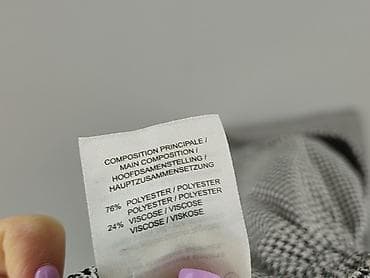 COMPOSITION PRINCIPALE /
MAIN COMPOSITION /
HOOFDSAMENSTELLING /
HAUPTZUSAMMENSETZUNG
76% POLYESTER / POLYESTER
POLYESTER / POLYESTER
24% VISCOSE / VISCOSE
VISCOSE / VISKOSE